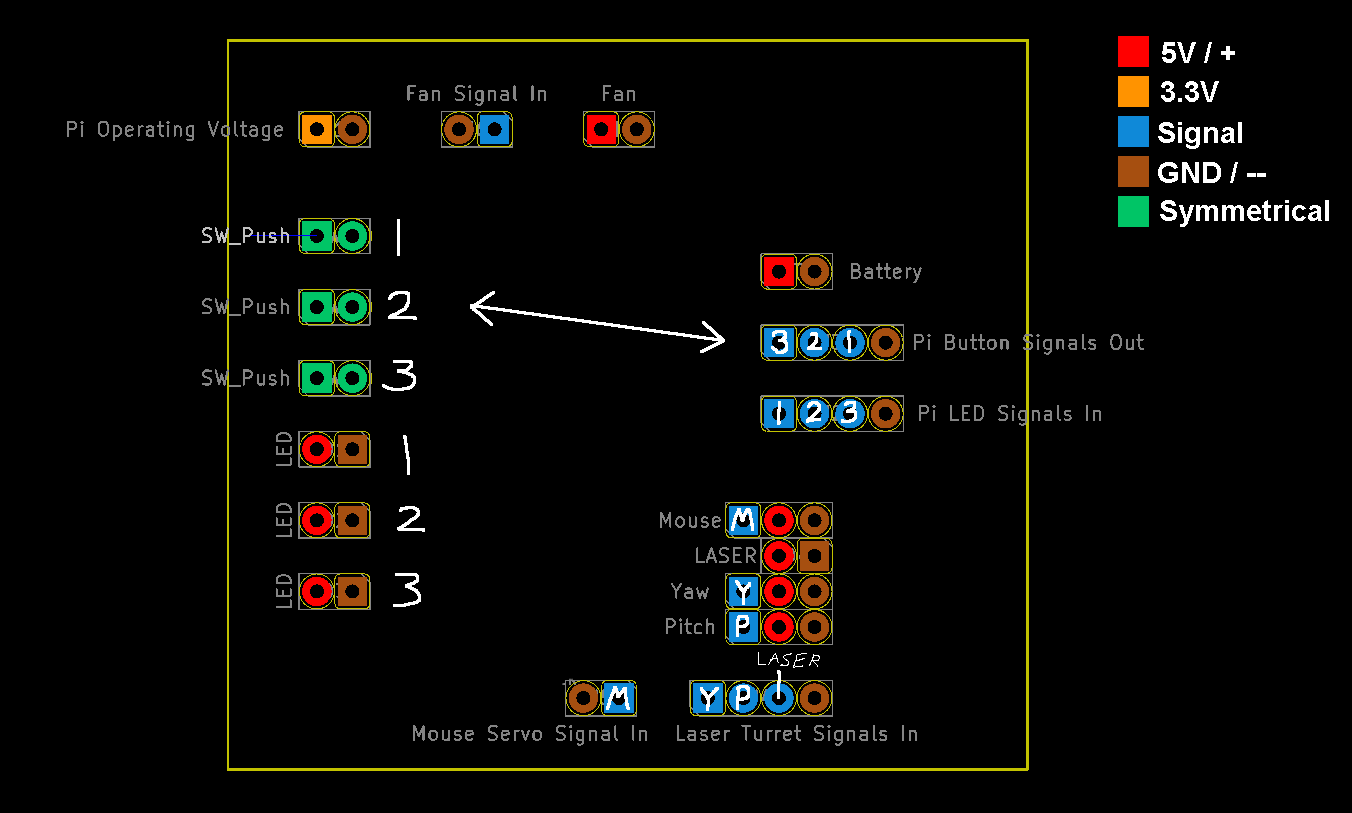 5V / +
3.3V
Signal
GND / --
Symmetrical
Fan Signal In
Fan
Pi Operating Voltage
SW_Push 1
Battery
SW_Push 2
3 2 1 Pi Button Signals Out
SW_Push 3
1 2 3 Pi LED Signals In
LED 1
LED 2
Mouse M
LASER
LED 3
Yaw Y
Pitch P
LASER
M
Y P
Mouse Servo Signal In
Laser Turret Signals In